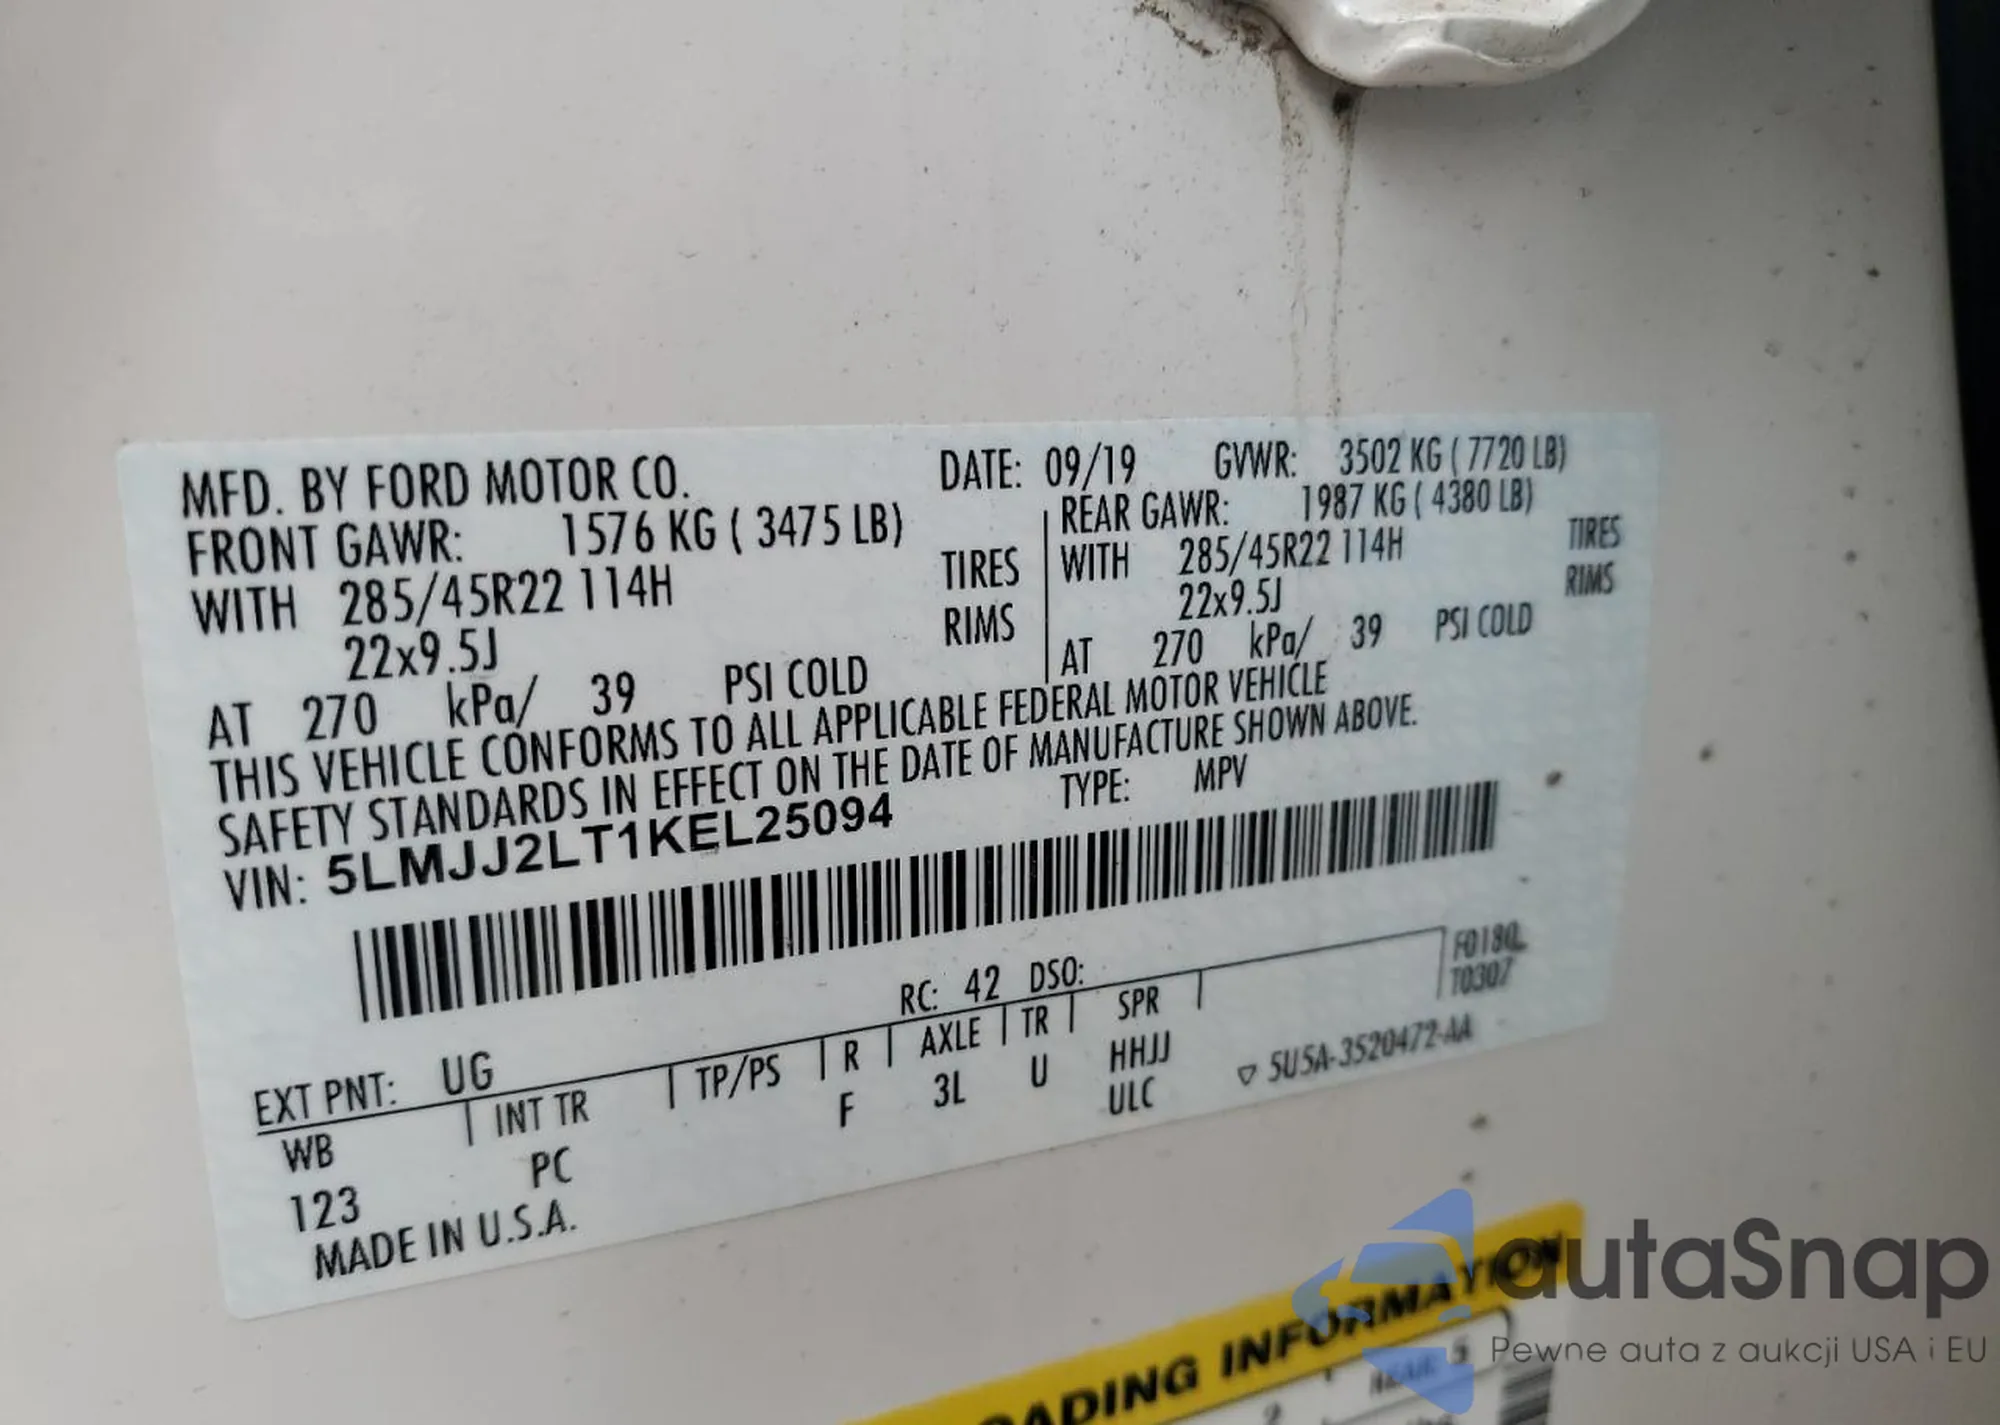 MFD. BY FORD MOTOR CO. DATE: 09/19 GVWR: 3502 KG ( 7720 LB)
FRONT GAWR: 1576 KG ( 3475 LB) REAR GAWR: 1987 KG ( 4380 LB)
WITH 285/45R22 114H TIRES WITH 285/45R22 114H TIRES
22x9.5J RIMS 22x9.5J RIMS
AT 270 kPa/ 39 PSI COLD AT 270 kPa/ 39 PSI COLD
THIS VEHICLE CONFORMS TO ALL APPLICABLE FEDERAL MOTOR VEHICLE
SAFETY STANDARDS IN EFFECT ON THE DATE OF MANUFACTURE SHOWN ABOVE.
VIN: 5LMJJ2LT1KEL25094 TYPE: MPV
F0180
T0307
EXT PNT: UG RC: 42 DSO:
WB INT TR TP/PS R AXLE TR SPR
123 PC F 3L U HHJJ
ULC
▽ 5U5A-3520472-AA
MADE IN U.S.A.
ADING INFORMATION
autaSnap
Pewne auta z aukcji USA i EU